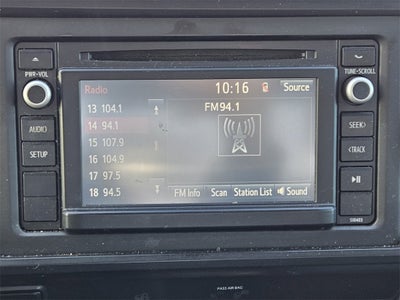 PWR-VOL
AUDIO
SETUP
Radio
10:16
Source
13 104.1
14 94.1
15 107.9
16 104.9
17 97.5
18 94.5
FM94.1
FM Info
Scan
Station List
Sound
TUNE-SCROLL
SEEK>
<TRACK
PASS AIR BAG